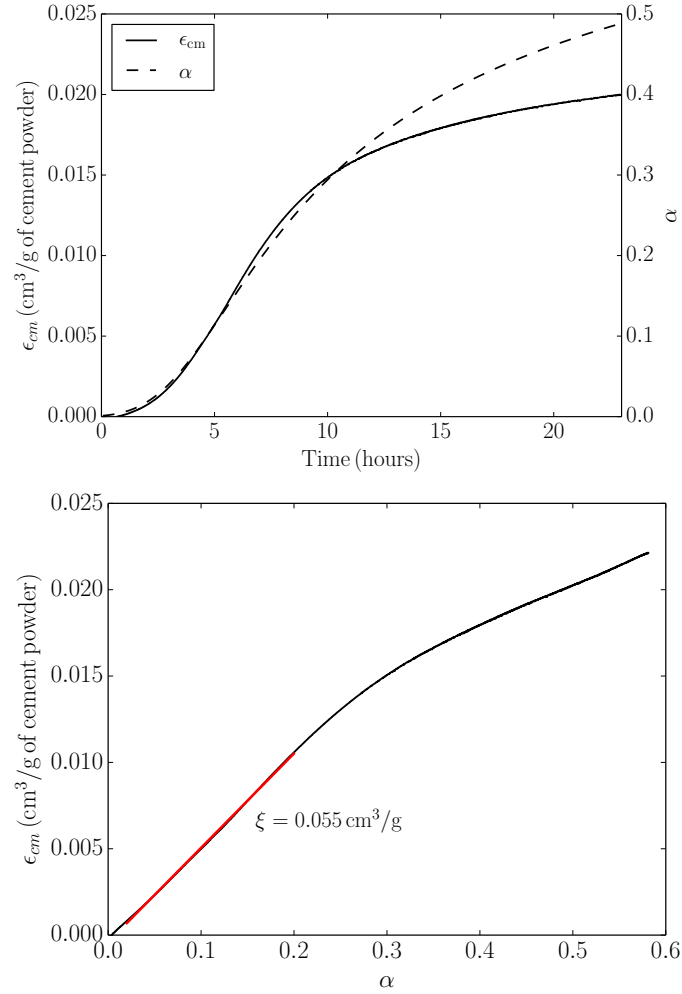 0.025
0.020
0.015
0.010
0.005
0.000
ϵcm (cm³/g of cement powder)
ϵcm
α
0.5
0.4
0.3
0.2
0.1
0.0
α
0 5 10 15 20
Time (hours)
0.025
0.020
0.015
0.010
0.005
0.000
ϵcm (cm³/g of cement powder)
ξ = 0.055 cm³/g
0.0 0.1 0.2 0.3 0.4 0.5 0.6
α